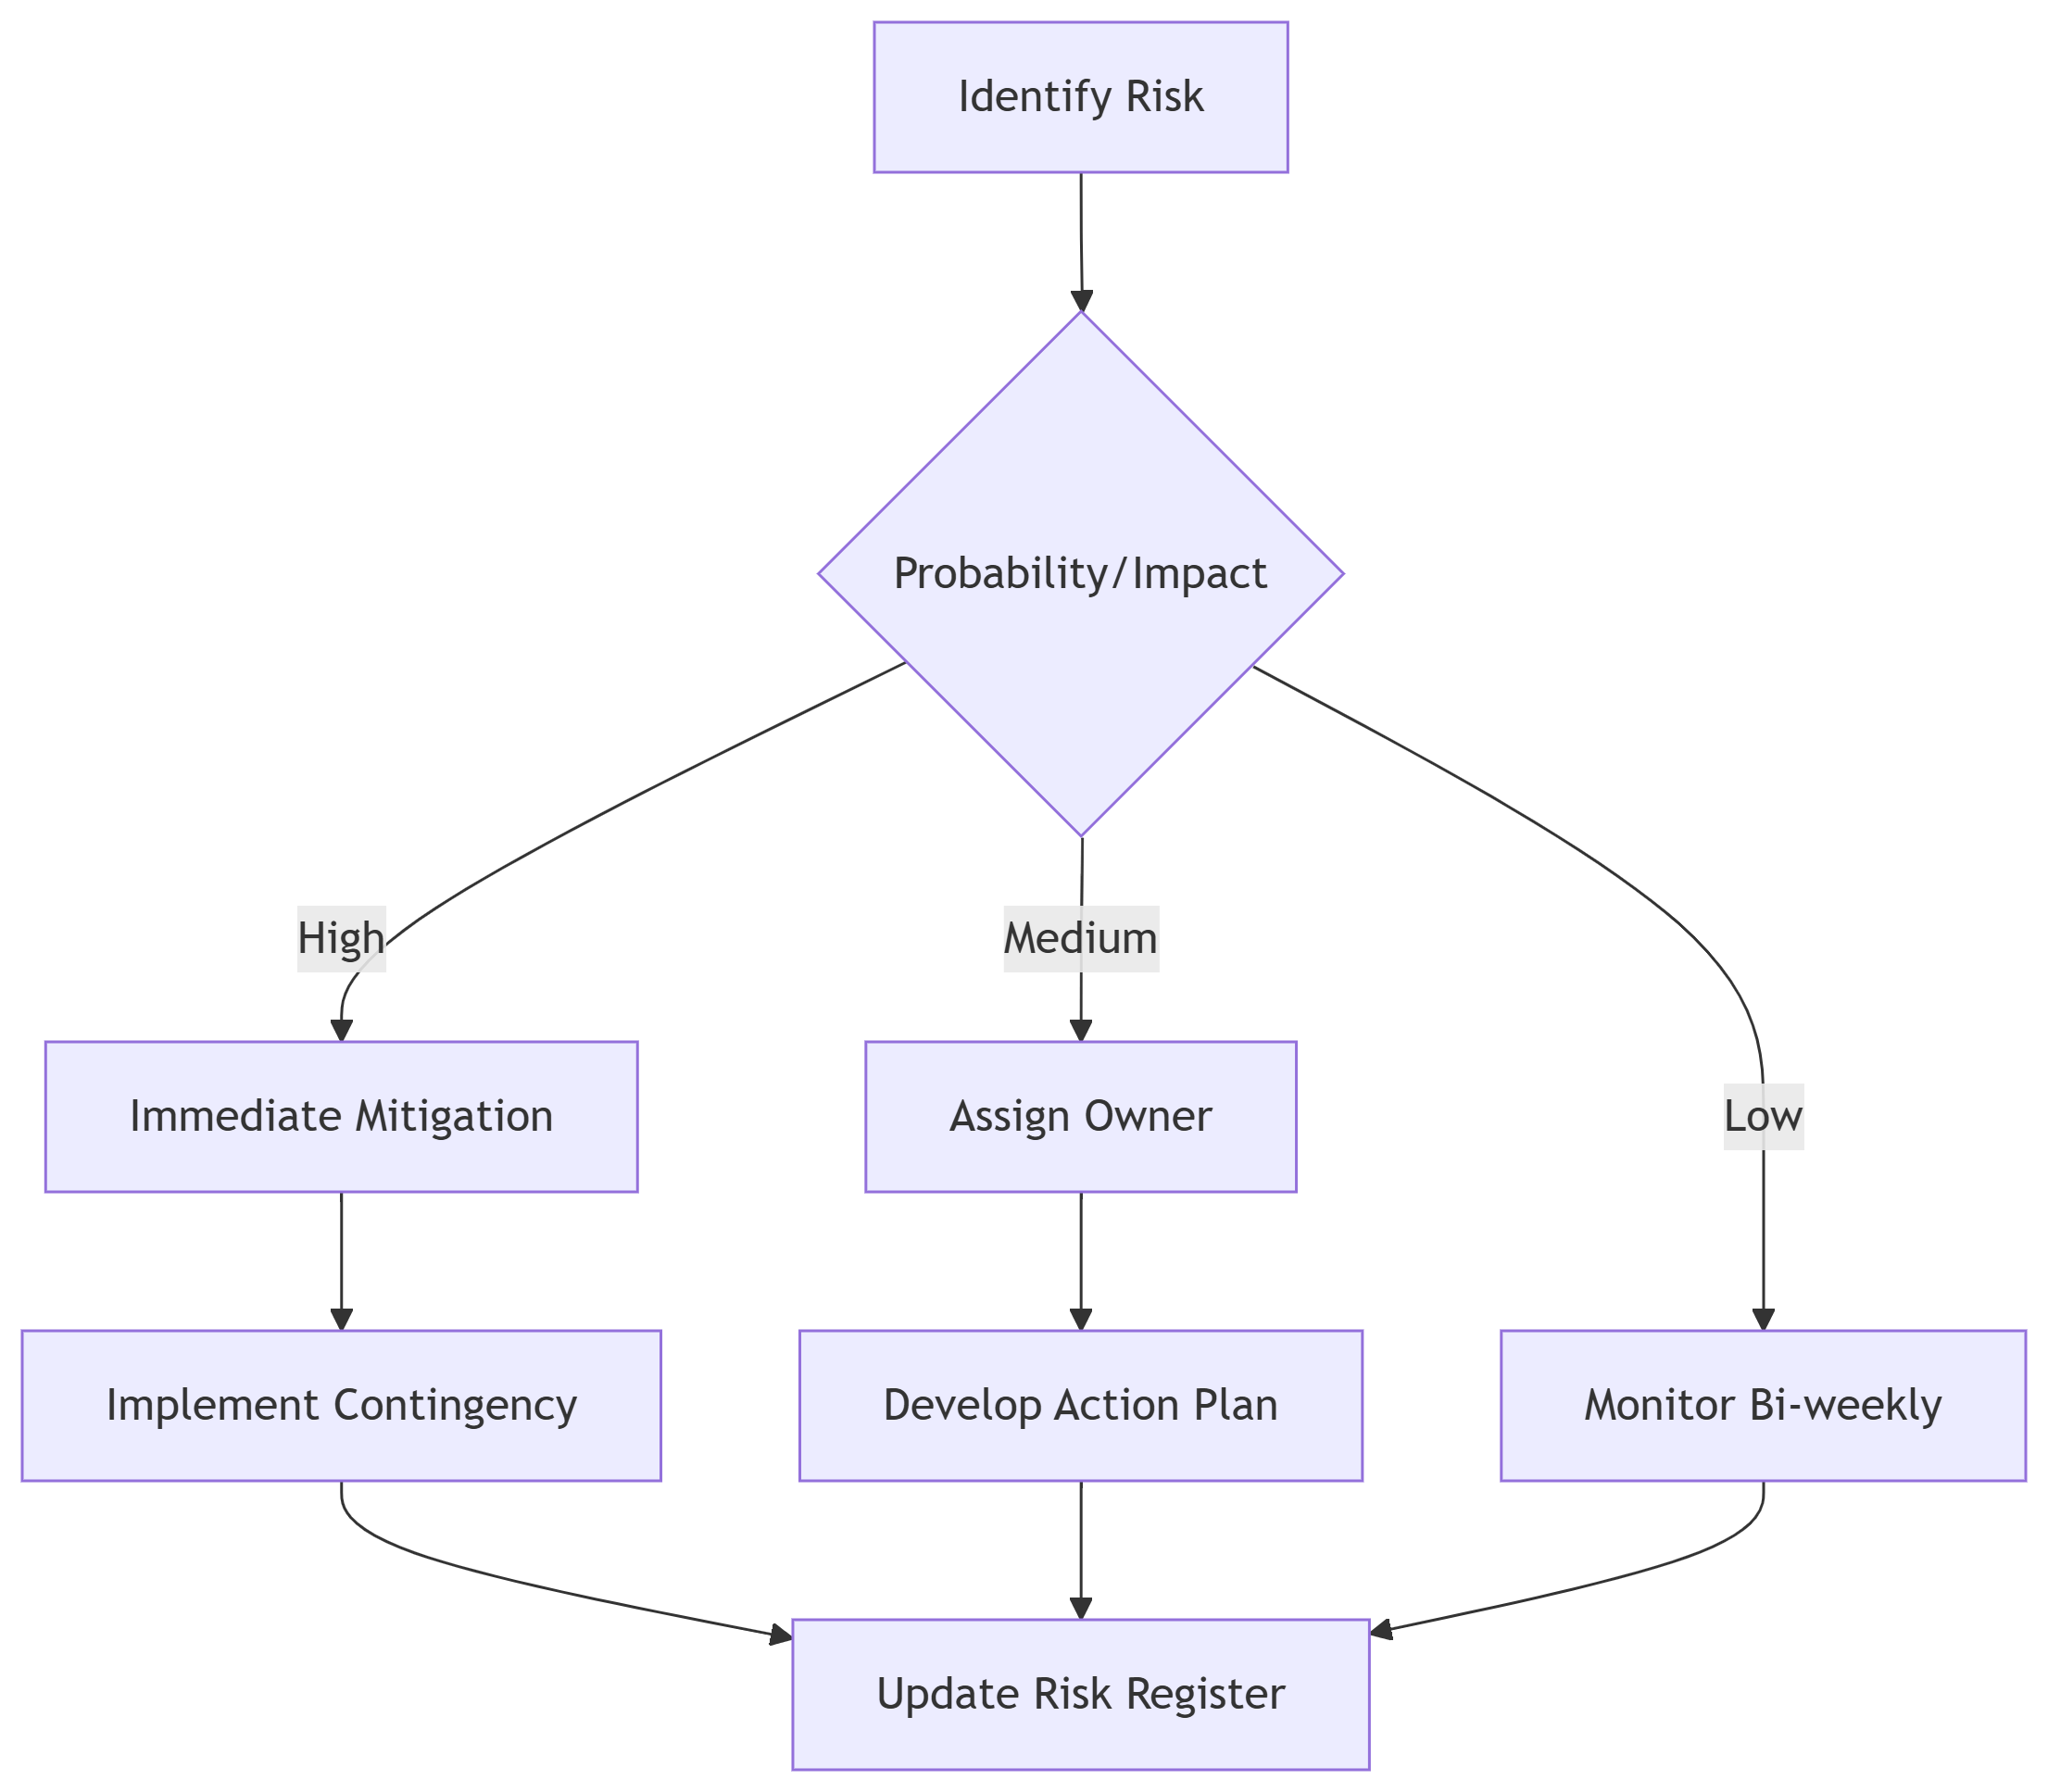 Identify Risk
Probability/Impact
High
Medium
Low
Immediate Mitigation
Assign Owner
Implement Contingency
Develop Action Plan
Monitor Bi-weekly
Update Risk Register